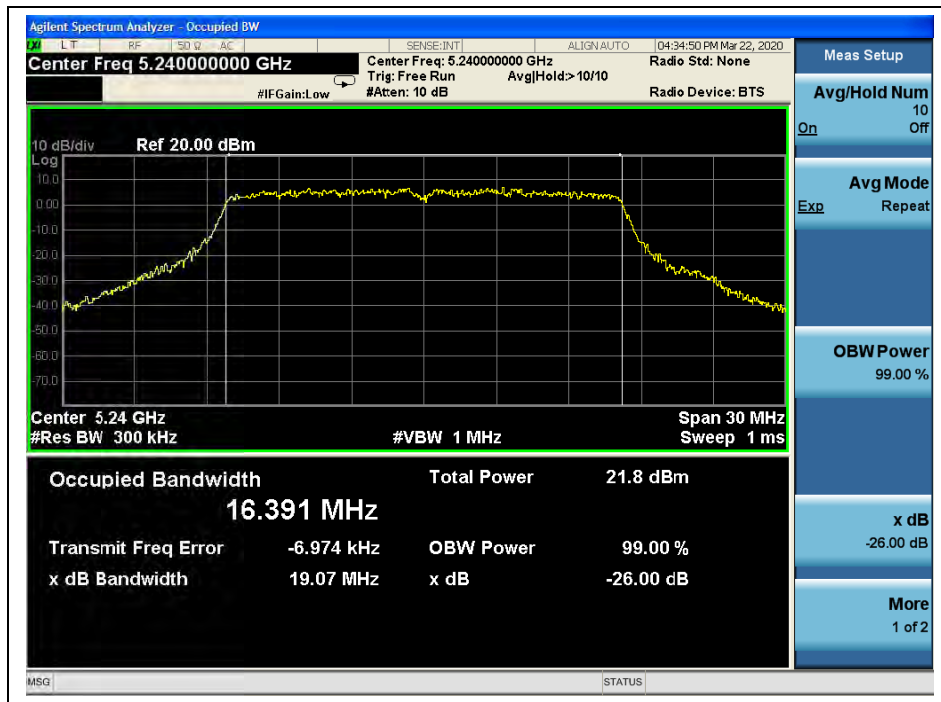 Agilent Spectrum Analyzer - Occupied BW
LXI LT RF 50 Ω AC SENSE:INT ALIGN AUTO 04:34:50 PM Mar 22, 2020
Center Freq 5.240000000 GHz
Center Freq: 5.240000000 GHz Radio Std: None
Trig: Free Run Avg|Hold:> 10/10
#IFGain:Low #Atten: 10 dB Radio Device: BTS
10 dB/div Ref 20.00 dBm
Log
10.0
0.00
-10.0
-20.0
-30.0
-40.0
-50.0
-60.0
-70.0
Center 5.24 GHz Span 30 MHz
#Res BW 300 kHz #VBW 1 MHz Sweep 1 ms
Occupied Bandwidth Total Power 21.8 dBm
16.391 MHz
Transmit Freq Error -6.974 kHz OBW Power 99.00 %
x dB Bandwidth 19.07 MHz x dB -26.00 dB
Meas Setup
Avg/Hold Num
10
On Off
Avg Mode
Exp Repeat
OBW Power
99.00 %
x dB
-26.00 dB
More
1 of 2
MSG STATUS